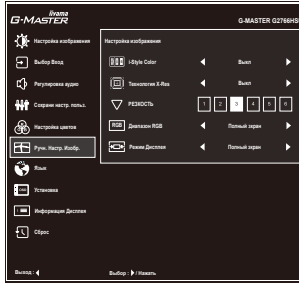 iiyama
G-MASTER
G-MASTER G2766HS
Настройка изображения
Выбор Вход
Регулировка аудио
Сохрани настр. польз.
Настройка цветов
Ручн. Настр. Изобр.
Язык
OSD
Установка
Информация Дисплея
Сброс
Настройка изображения
i-Style Color
Выкл
Технология X-Res
Выкл
РЕЗКОСТЬ
1 2 3 4 5 6
RGB
Диапазон RGB
Полный экран
Режим Дисплея
Полный экран
Выход :
Выбор : / Нажать